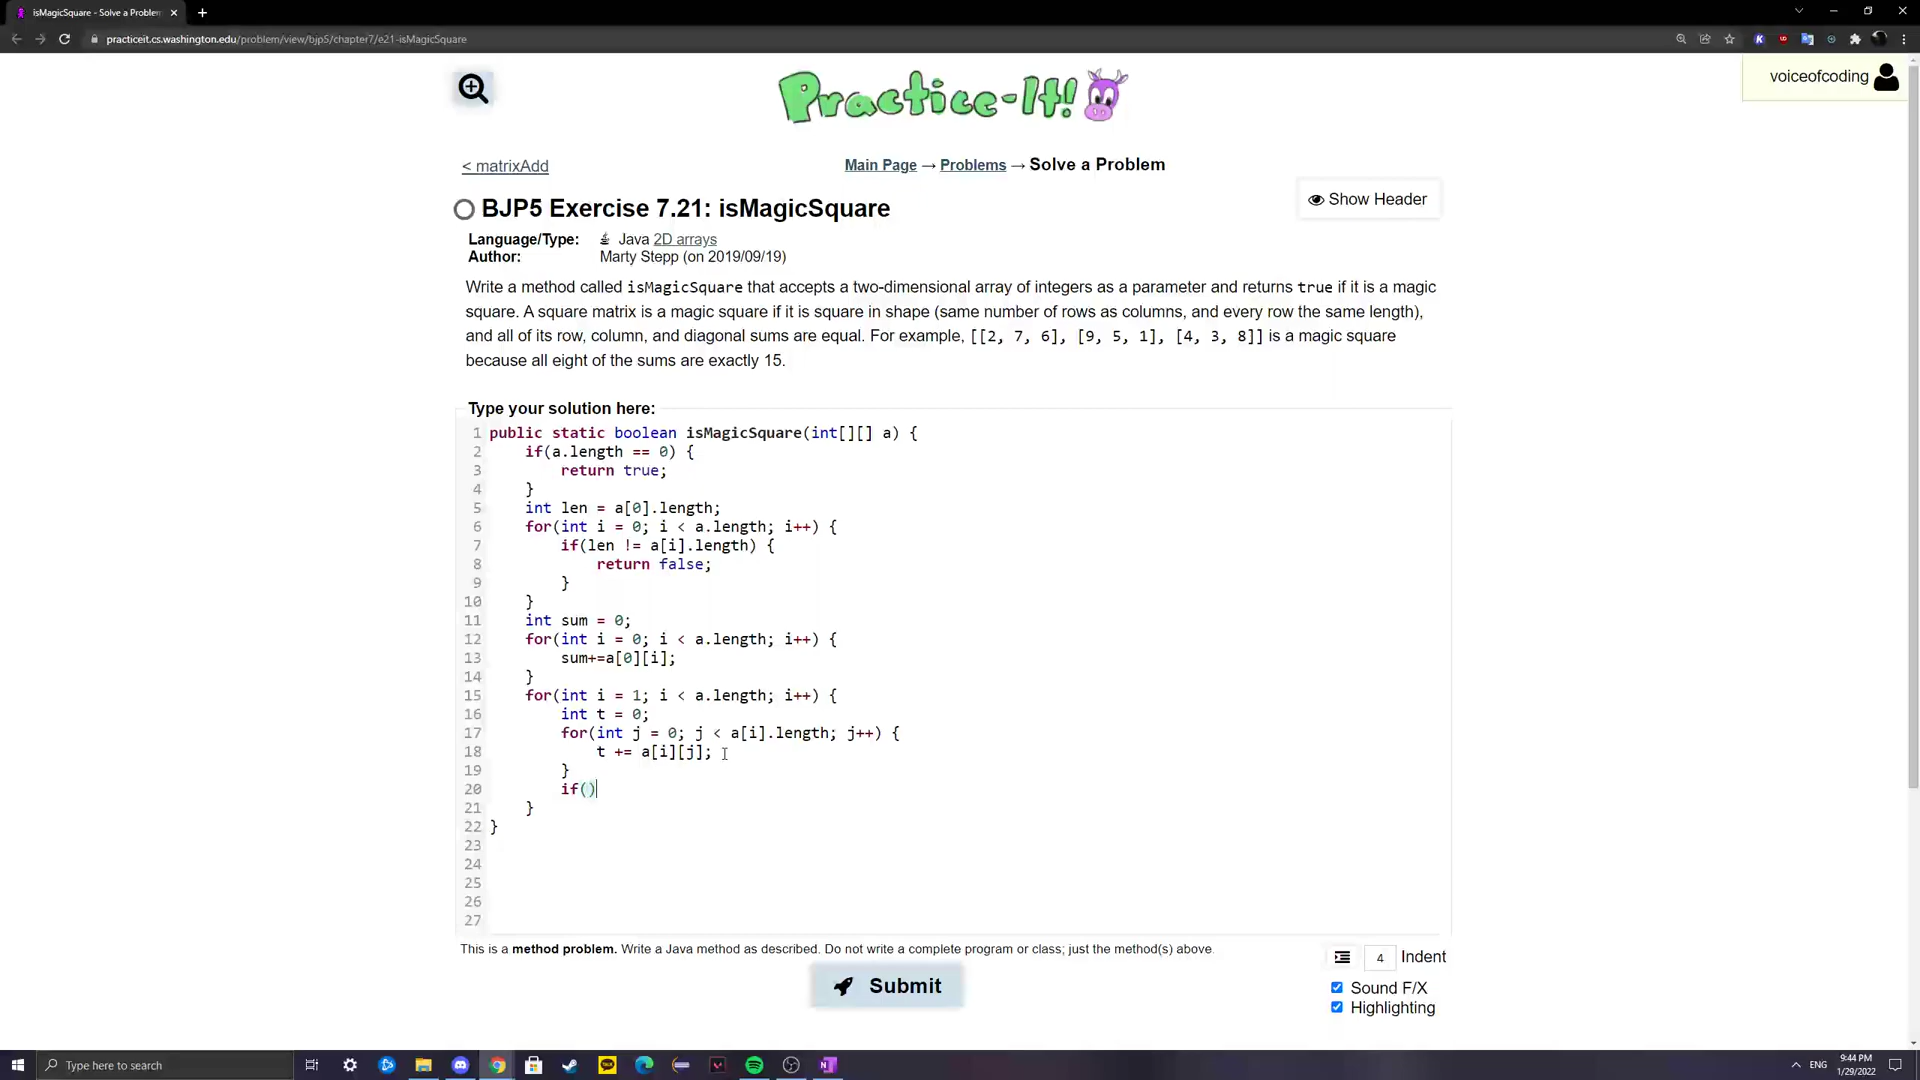 isMagicSquare - Solve a Problem
practiceit.cs.washington.edu/problem/view/bjp5/chapter7/e21-isMagicSquare
Practice-It!
voiceofcoding
< matrixAdd
Main Page → Problems → Solve a Problem
Show Header
BJP5 Exercise 7.21: isMagicSquare
Language/Type: Java 2D arrays
Author: Marty Stepp (on 2019/09/19)
Write a method called isMagicSquare that accepts a two-dimensional array of integers as a parameter and returns true if it is a magic
square. A square matrix is a magic square if it is square in shape (same number of rows as columns, and every row the same length),
and all of its row, column, and diagonal sums are equal. For example, [[2, 7, 6], [9, 5, 1], [4, 3, 8]] is a magic square
because all eight of the sums are exactly 15.
Type your solution here:
1 public static boolean isMagicSquare(int[][] a) {
2 if(a.length == 0) {
3 return true;
4 }
5 int len = a[0].length;
6 for(int i = 0; i < a.length; i++) {
7 if(len != a[i].length) {
8 return false;
9 }
10 }
11 int sum = 0;
12 for(int i = 0; i < a.length; i++) {
13 sum+=a[0][i];
14 }
15 for(int i = 1; i < a.length; i++) {
16 int t = 0;
17 for(int j = 0; j < a[i].length; j++) {
18 t += a[i][j];
19 }
20 if()
21 }
22 }
23
24
25
26
27
This is a method problem. Write a Java method as described. Do not write a complete program or class; just the method(s) above.
4 Indent
Submit
Sound F/X
Highlighting
Type here to search
ENG
9:44 PM
1/29/2022